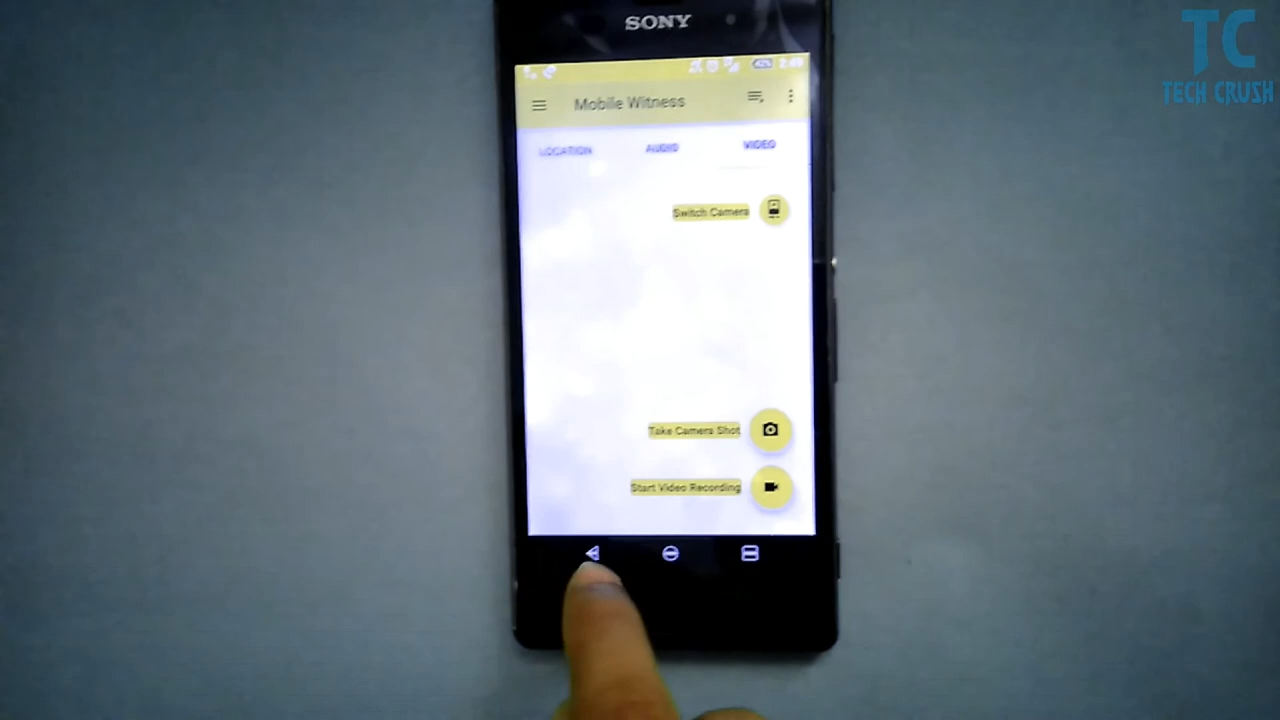 SONY
TC
TECH CRUSH
Mobile Witness
LOCATION
AUDIO
VIDEO
Switch Camera
Take Camera Shot
Start Video Recording